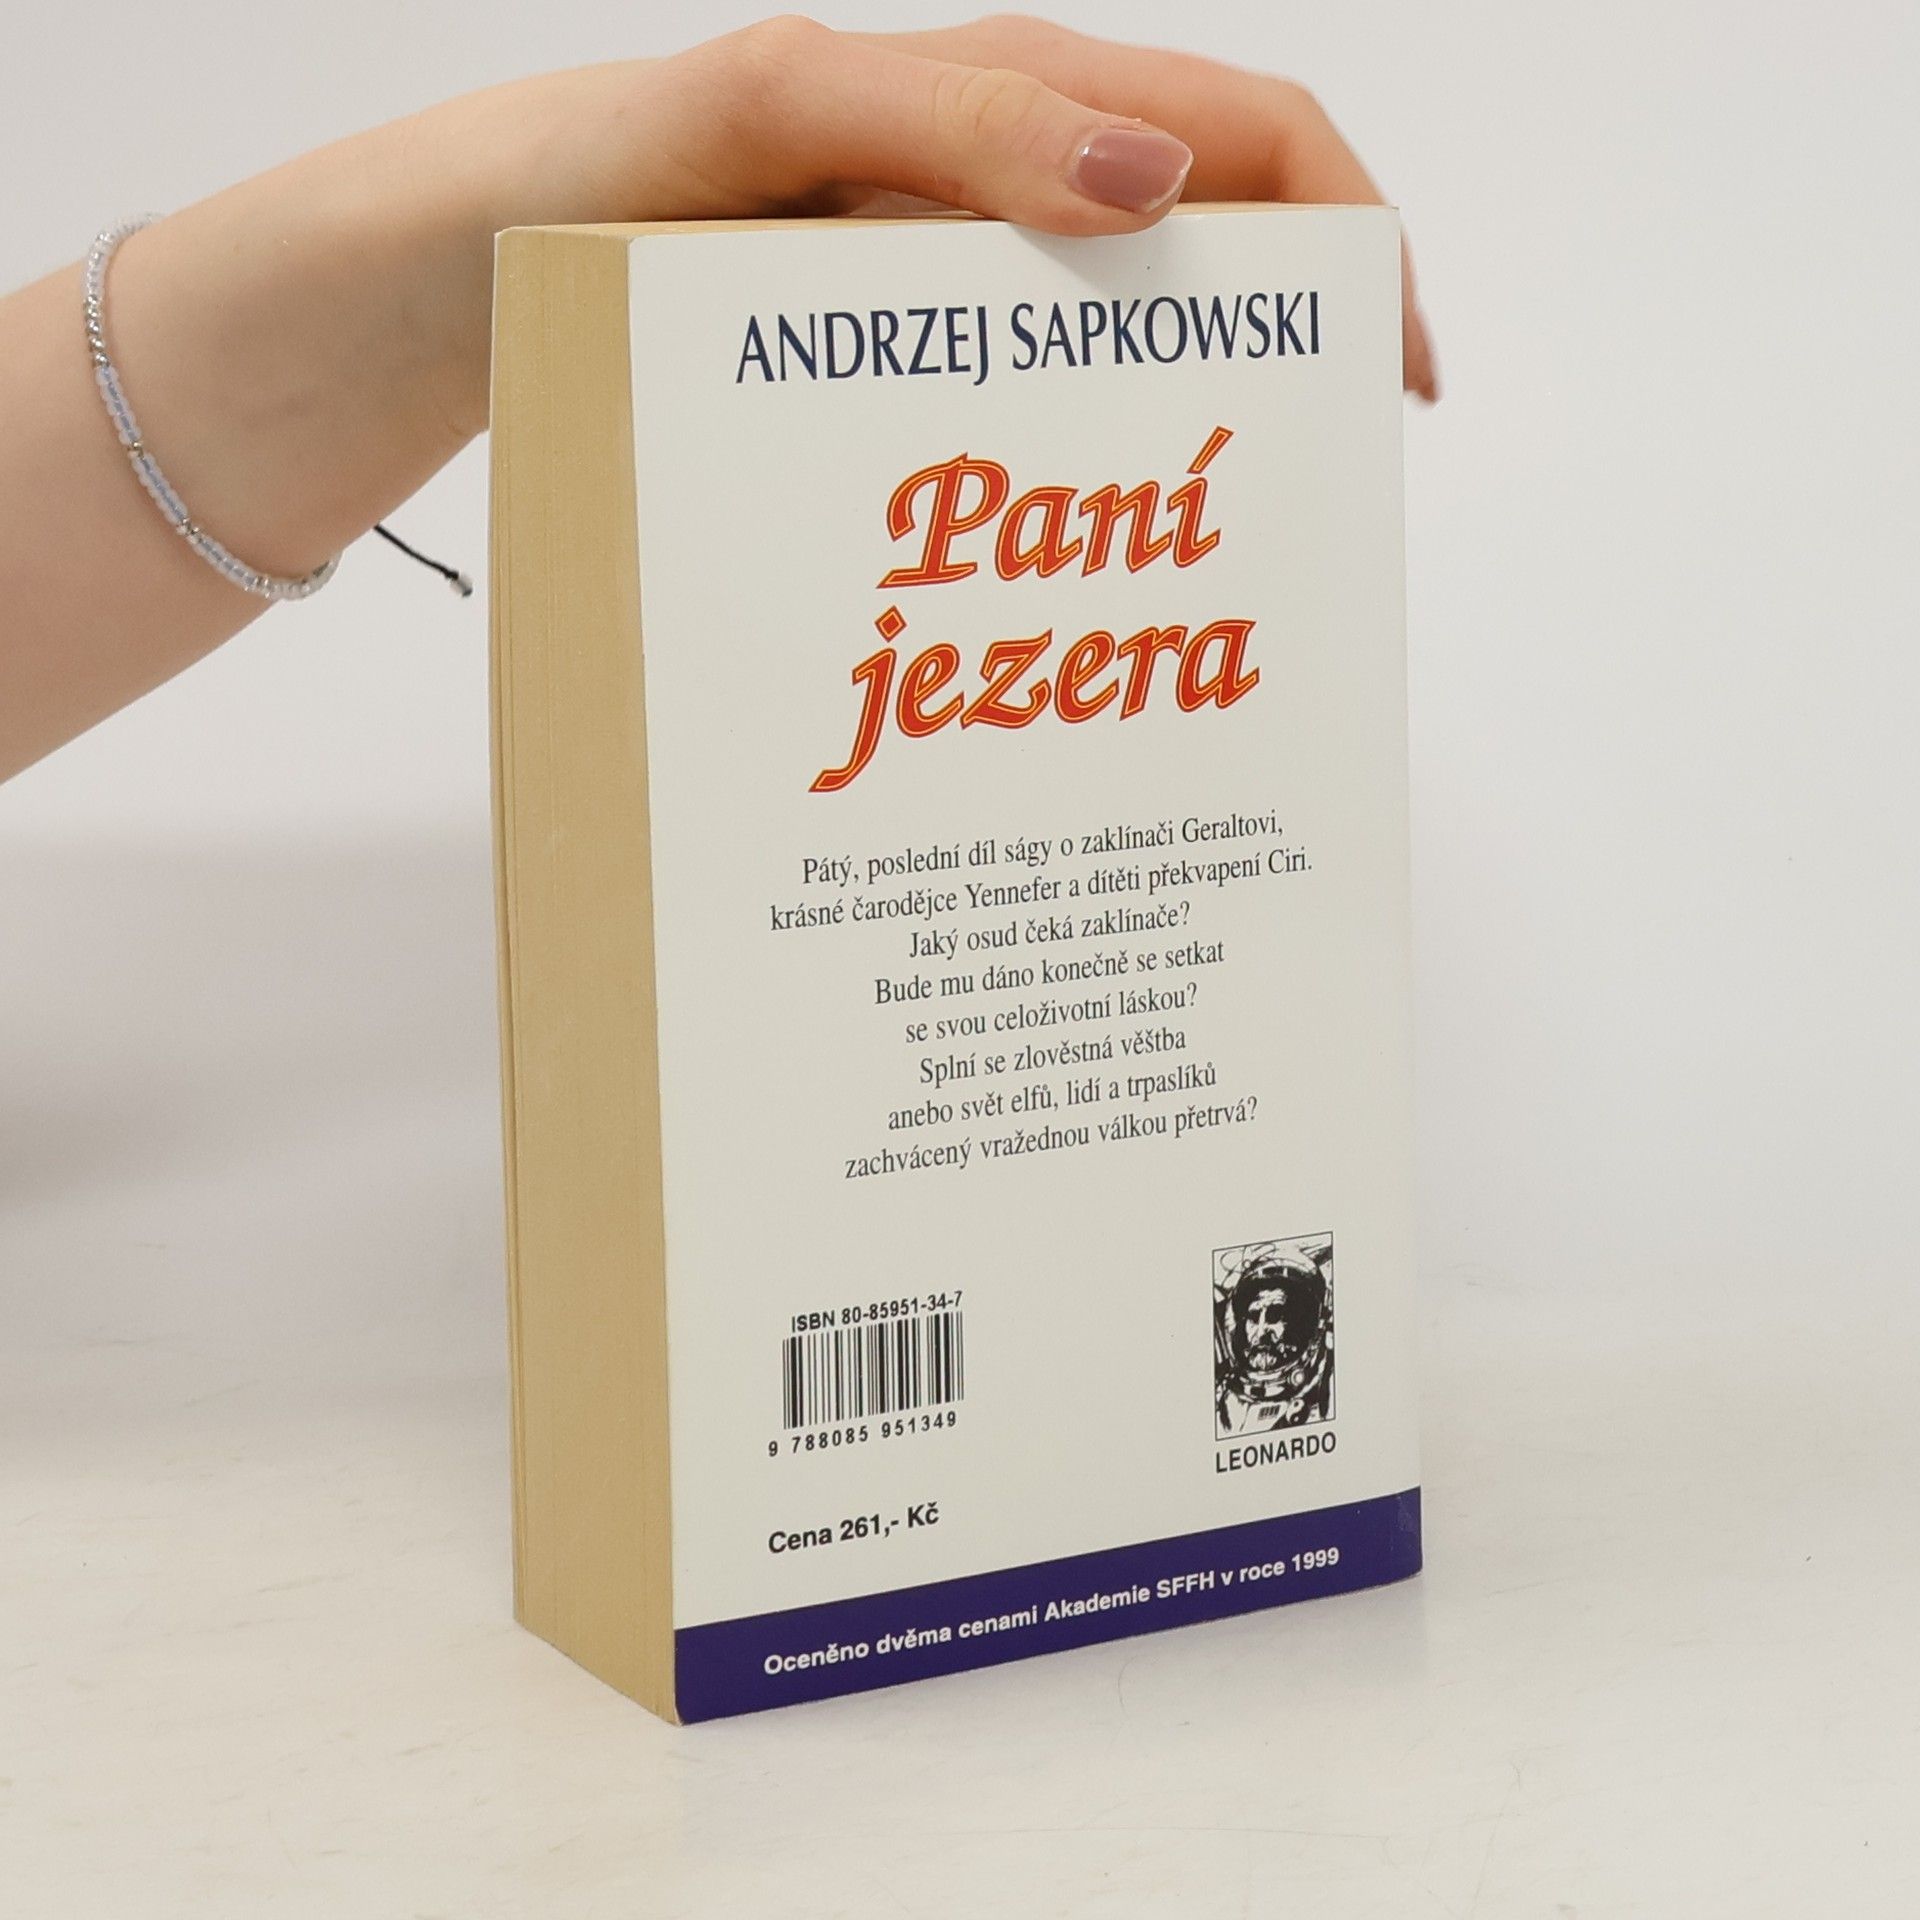 ANDRZEJ SAPKOWSKI
Paní
jezera
Pátý, poslední díl ságy o zaklínači Geraltovi,
krásné čarodějce Yennefer a dítěti překvapení Ciri.
Jaký osud čeká zaklínače?
Bude mu dáno konečně se setkat
se svou celoživotní láskou?
Splní se zlověstná věštba
anebo svět elfů, lidí a trpaslíků
zachvácený vražednou válkou přetrvá?
ISBN 80-85951-34-7
9 788085 951349
LEONARDO
Cena 261,- Kč
Oceněno dvěma cenami Akademie SFFH v roce 1999